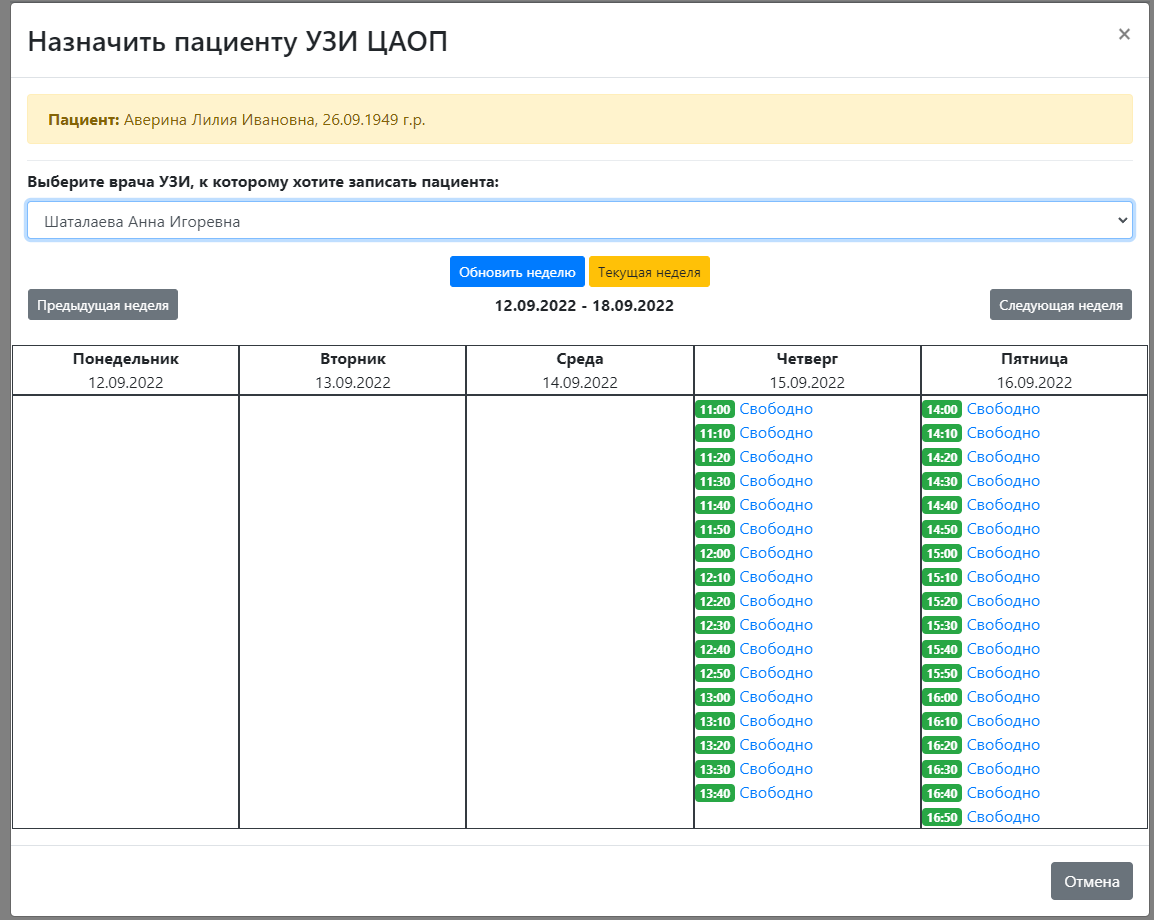 Назначить пациенту УЗИ ЦАОП
×
Пациент: Аверина Лилия Ивановна, 26.09.1949 г.р.
Выберите врача УЗИ, к которому хотите записать пациента:
Шаталаева Анна Игоревна
Обновить неделю Текущая неделя
Предыдущая неделя 12.09.2022 - 18.09.2022 Следующая неделя
Понедельник Вторник Среда Четверг Пятница
12.09.2022 13.09.2022 14.09.2022 15.09.2022 16.09.2022
11:00 Свободно 14:00 Свободно
11:10 Свободно 14:10 Свободно
11:20 Свободно 14:20 Свободно
11:30 Свободно 14:30 Свободно
11:40 Свободно 14:40 Свободно
11:50 Свободно 14:50 Свободно
12:00 Свободно 15:00 Свободно
12:10 Свободно 15:10 Свободно
12:20 Свободно 15:20 Свободно
12:30 Свободно 15:30 Свободно
12:40 Свободно 15:40 Свободно
12:50 Свободно 15:50 Свободно
13:00 Свободно 16:00 Свободно
13:10 Свободно 16:10 Свободно
13:20 Свободно 16:20 Свободно
13:30 Свободно 16:30 Свободно
13:40 Свободно 16:40 Свободно
16:50 Свободно
Отмена